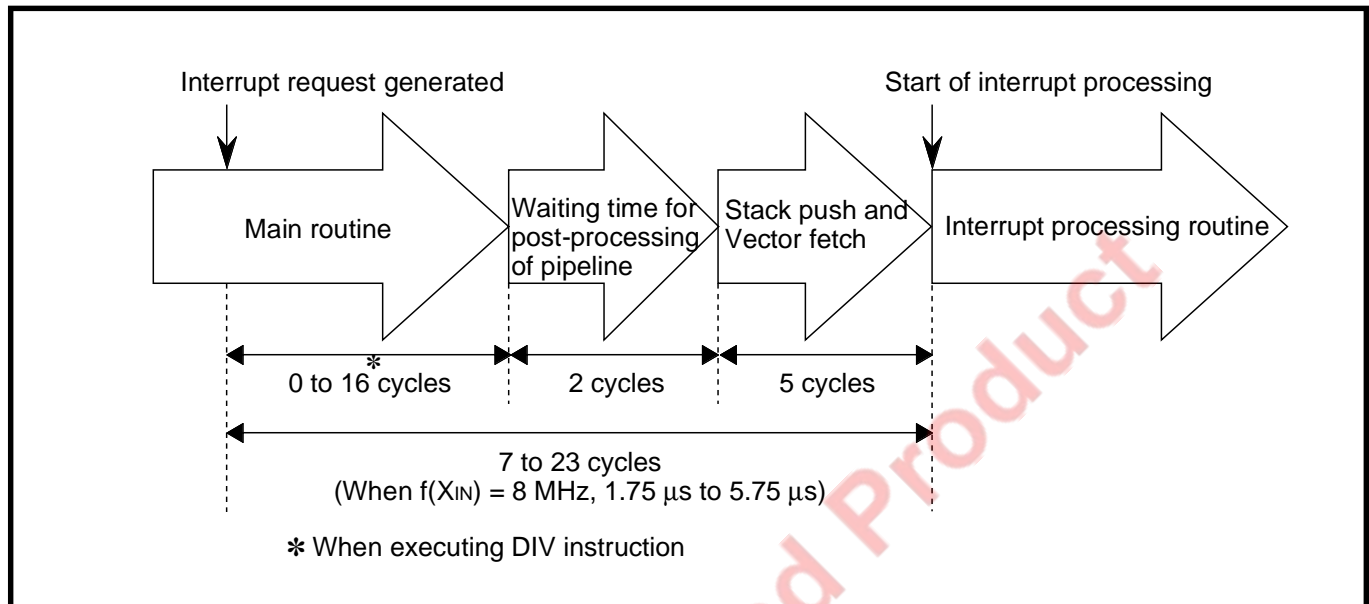 Interrupt request generated
Start of interrupt processing
Main routine
Waiting time for
post-processing
of pipeline
Stack push and
Vector fetch
Interrupt processing routine
0 to 16 cycles
*
2 cycles
5 cycles
7 to 23 cycles
(When f(XIN) = 8 MHz, 1.75 μs to 5.75 μs)
* When executing DIV instruction
Product